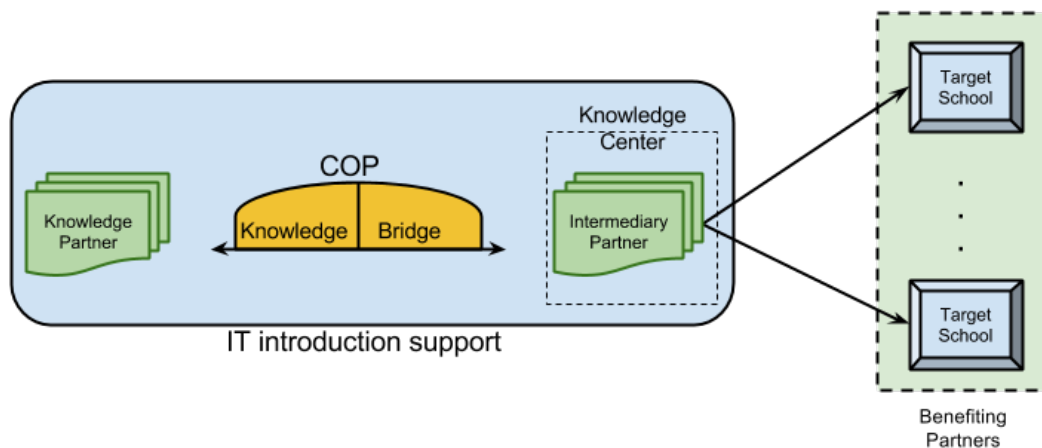 Knowledge
Partner
COP
Knowledge
Bridge
Knowledge
Center
Intermediary
Partner
IT introduction support
Target
School
Target
School
Benefiting
Partners